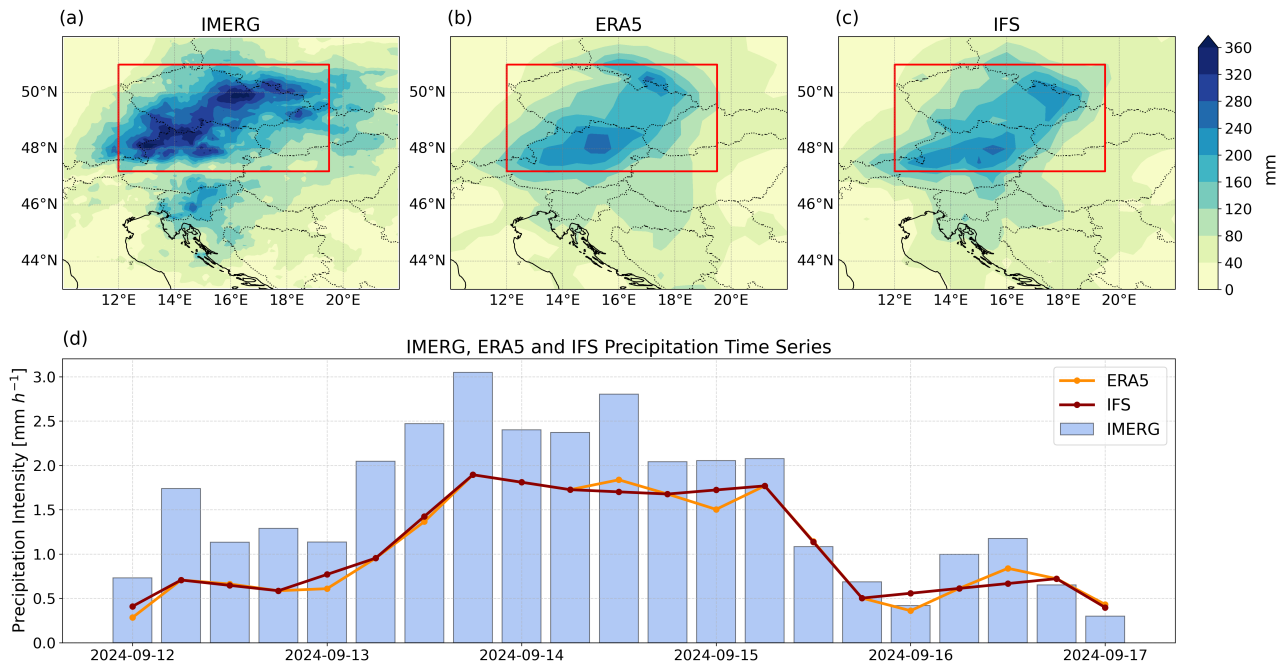 (a)
IMERG
(b)
ERA5
(c)
IFS
50°N
48°N
46°N
44°N
12°E
14°E
16°E
18°E
20°E
50°N
48°N
46°N
44°N
12°E
14°E
16°E
18°E
20°E
50°N
48°N
46°N
44°N
12°E
14°E
16°E
18°E
20°E
360
320
280
240
200
160
120
80
40
0
mm
(d)
IMERG, ERA5 and IFS Precipitation Time Series
Precipitation Intensity [mm h⁻¹]
3.0
2.5
2.0
1.5
1.0
0.5
0.0
ERA5
IFS
IMERG
2024-09-12
2024-09-13
2024-09-14
2024-09-15
2024-09-16
2024-09-17